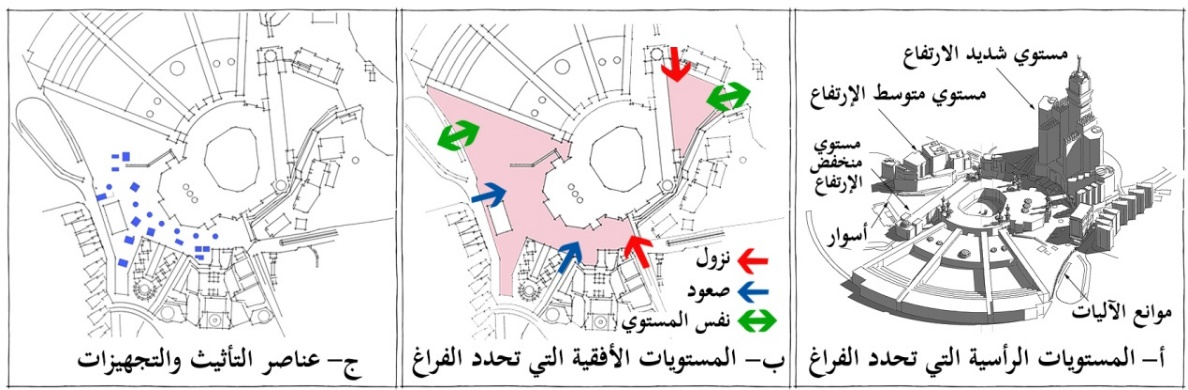 مستوي شديد الارتفاع
مستوي متوسط الإرتفاع
مستوي
منخفض
الإرتفاع
أسوار
موانع الآليات
أ- المستويات الرأسية التي تحدد الفراغ
نزول
صعود
نفس المستوي
ب- المستويات الأفقية التي تحدد الفراغ
ج- عناصر التأثيث والتجهيزات